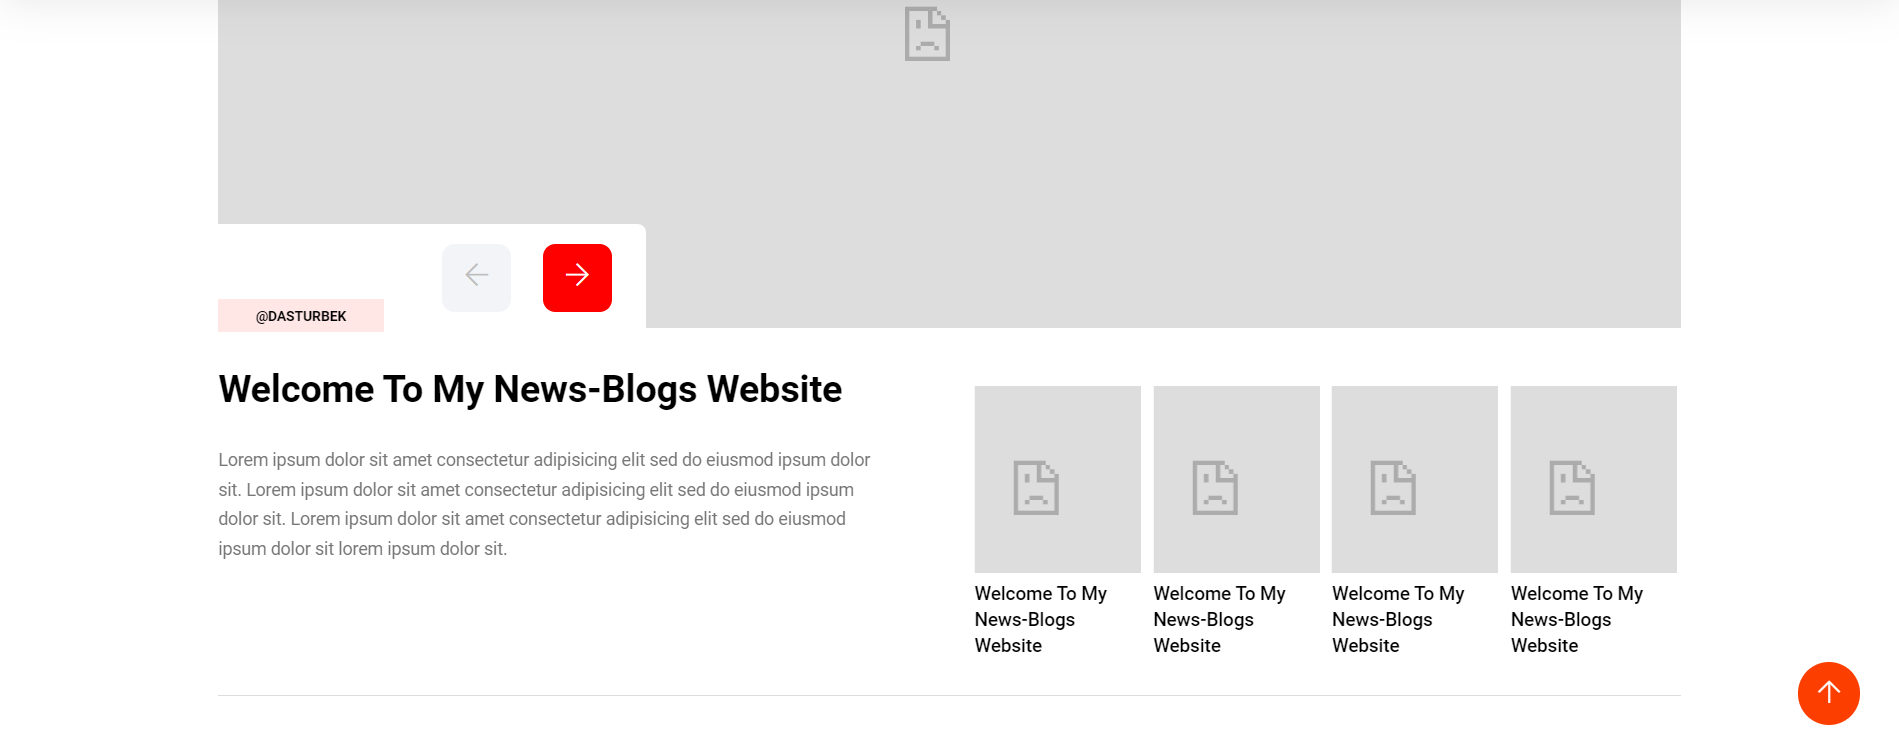 @DASTURBEK
Welcome To My News-Blogs Website
Lorem ipsum dolor sit amet consectetur adipisicing elit sed do eiusmod ipsum dolor
sit. Lorem ipsum dolor sit amet consectetur adipisicing elit sed do eiusmod ipsum
dolor sit. Lorem ipsum dolor sit amet consectetur adipisicing elit sed do eiusmod
ipsum dolor sit lorem ipsum dolor sit.
Welcome To My
News-Blogs
Website
Welcome To My
News-Blogs
Website
Welcome To My
News-Blogs
Website
Welcome To My
News-Blogs
Website